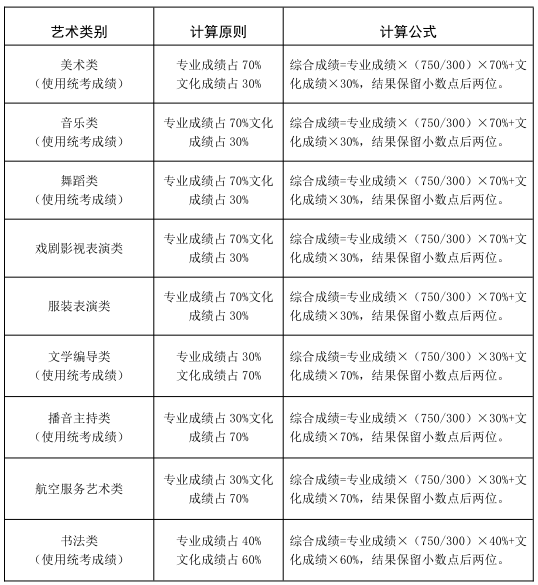 艺术类别 计算原则 计算公式
美术类
（使用统考成绩）
专业成绩占 70%
文化成绩占 30%
综合成绩=专业成绩×（750/300）×70%+文
化成绩×30%，结果保留小数点后两位。
音乐类
（使用统考成绩）
专业成绩占 70%文化
成绩占 30%
综合成绩=专业成绩×（750/300）×70%+文
化成绩×30%，结果保留小数点后两位。
舞蹈类
（使用统考成绩）
专业成绩占 70%文化
成绩占 30%
综合成绩=专业成绩×（750/300）×70%+文
化成绩×30%，结果保留小数点后两位。
戏剧影视表演类
专业成绩占 70%文化
成绩占 30%
综合成绩=专业成绩×（750/300）×70%+文
化成绩×30%，结果保留小数点后两位。
服装表演类
专业成绩占 70%文化
成绩占 30%
综合成绩=专业成绩×（750/300）×70%+文
化成绩×30%，结果保留小数点后两位。
文学编导类
（使用统考成绩）
专业成绩占 30%
文化成绩占 70%
综合成绩=专业成绩×（750/300）×30%+文
化成绩×70%，结果保留小数点后两位。
播音主持类
（使用统考成绩）
专业成绩占 30%文化
成绩占 70%
综合成绩=专业成绩×（750/300）×30%+文
化成绩×70%，结果保留小数点后两位。
航空服务艺术类
专业成绩占 30%文化
成绩占 70%
综合成绩=专业成绩×（750/300）×30%+文
化成绩×70%，结果保留小数点后两位。
书法类
（使用统考成绩）
专业成绩占 40%
文化成绩占 60%
综合成绩=专业成绩×（750/300）×40%+文
化成绩×60%，结果保留小数点后两位。